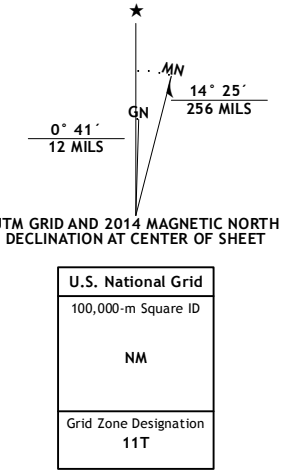 ★
MN
GN
14° 25´
256 MILS
0° 41´
12 MILS
UTM GRID AND 2014 MAGNETIC NORTH
DECLINATION AT CENTER OF SHEET
U.S. National Grid
100,000-m Square ID
NM
Grid Zone Designation
11T